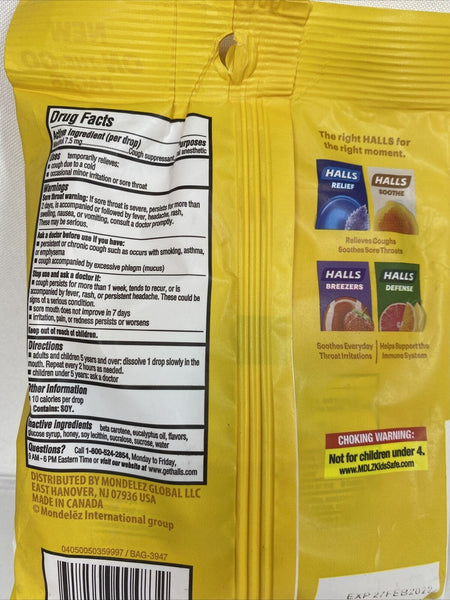 Drug Facts
Active ingredient (per drop)
7.5 mg
Purposes
Cough suppressant,
anesthetic
temporarily relieves:
■ cough due to a cold
■ occasional minor irritation or sore throat
Warnings
Sore throat warning: If sore throat is severe, persists for more than
2 days, is accompanied or followed by fever, headache, rash,
swelling, nausea, or vomiting, consult a doctor promptly.
These may be serious.
Ask a doctor before use if you have:
■ persistent or chronic cough such as occurs with smoking, asthma,
or emphysema
■ cough accompanied by excessive phlegm (mucus)
Stop use and ask a doctor if:
■ cough persists for more than 1 week, tends to recur, or is
accompanied by fever, rash, or persistent headache. These could be
signs of a serious condition.
■ sore mouth does not improve in 7 days
■ irritation, pain, or redness persists or worsens
Keep out of reach of children.
Directions
■ adults and children 5 years and over: dissolve 1 drop slowly in the
mouth. Repeat every 2 hours as needed.
■ children under 5 years: ask a doctor
Other information
■ 10 calories per drop
Contains: SOY.
Inactive ingredients beta carotene, eucalyptus oil, flavors,
glucose syrup, honey, soy lecithin, sucralose, sucrose, water
Questions? Call 1-800-524-2854, Monday to Friday,
9 AM - 6 PM Eastern Time or visit our website at www.gethalls.com
DISTRIBUTED BY MONDELEZ GLOBAL LLC
EAST HANOVER, NJ 07936 USA
MADE IN CANADA
© Mondelēz International group
04050050359997 / BAG-3947
The right HALLS for
the right moment.
HALLS
RELIEF
HALLS
SOOTHE
Relieves Coughs
Soothes Sore Throats
HALLS
BREEZERS
HALLS
DEFENSE
Soothes Everyday
Throat Irritations
Helps Support the
Immune System
CHOKING WARNING:
Not for children under 4.
www.MDLZKidsSafe.com
EXP 27FEB2025